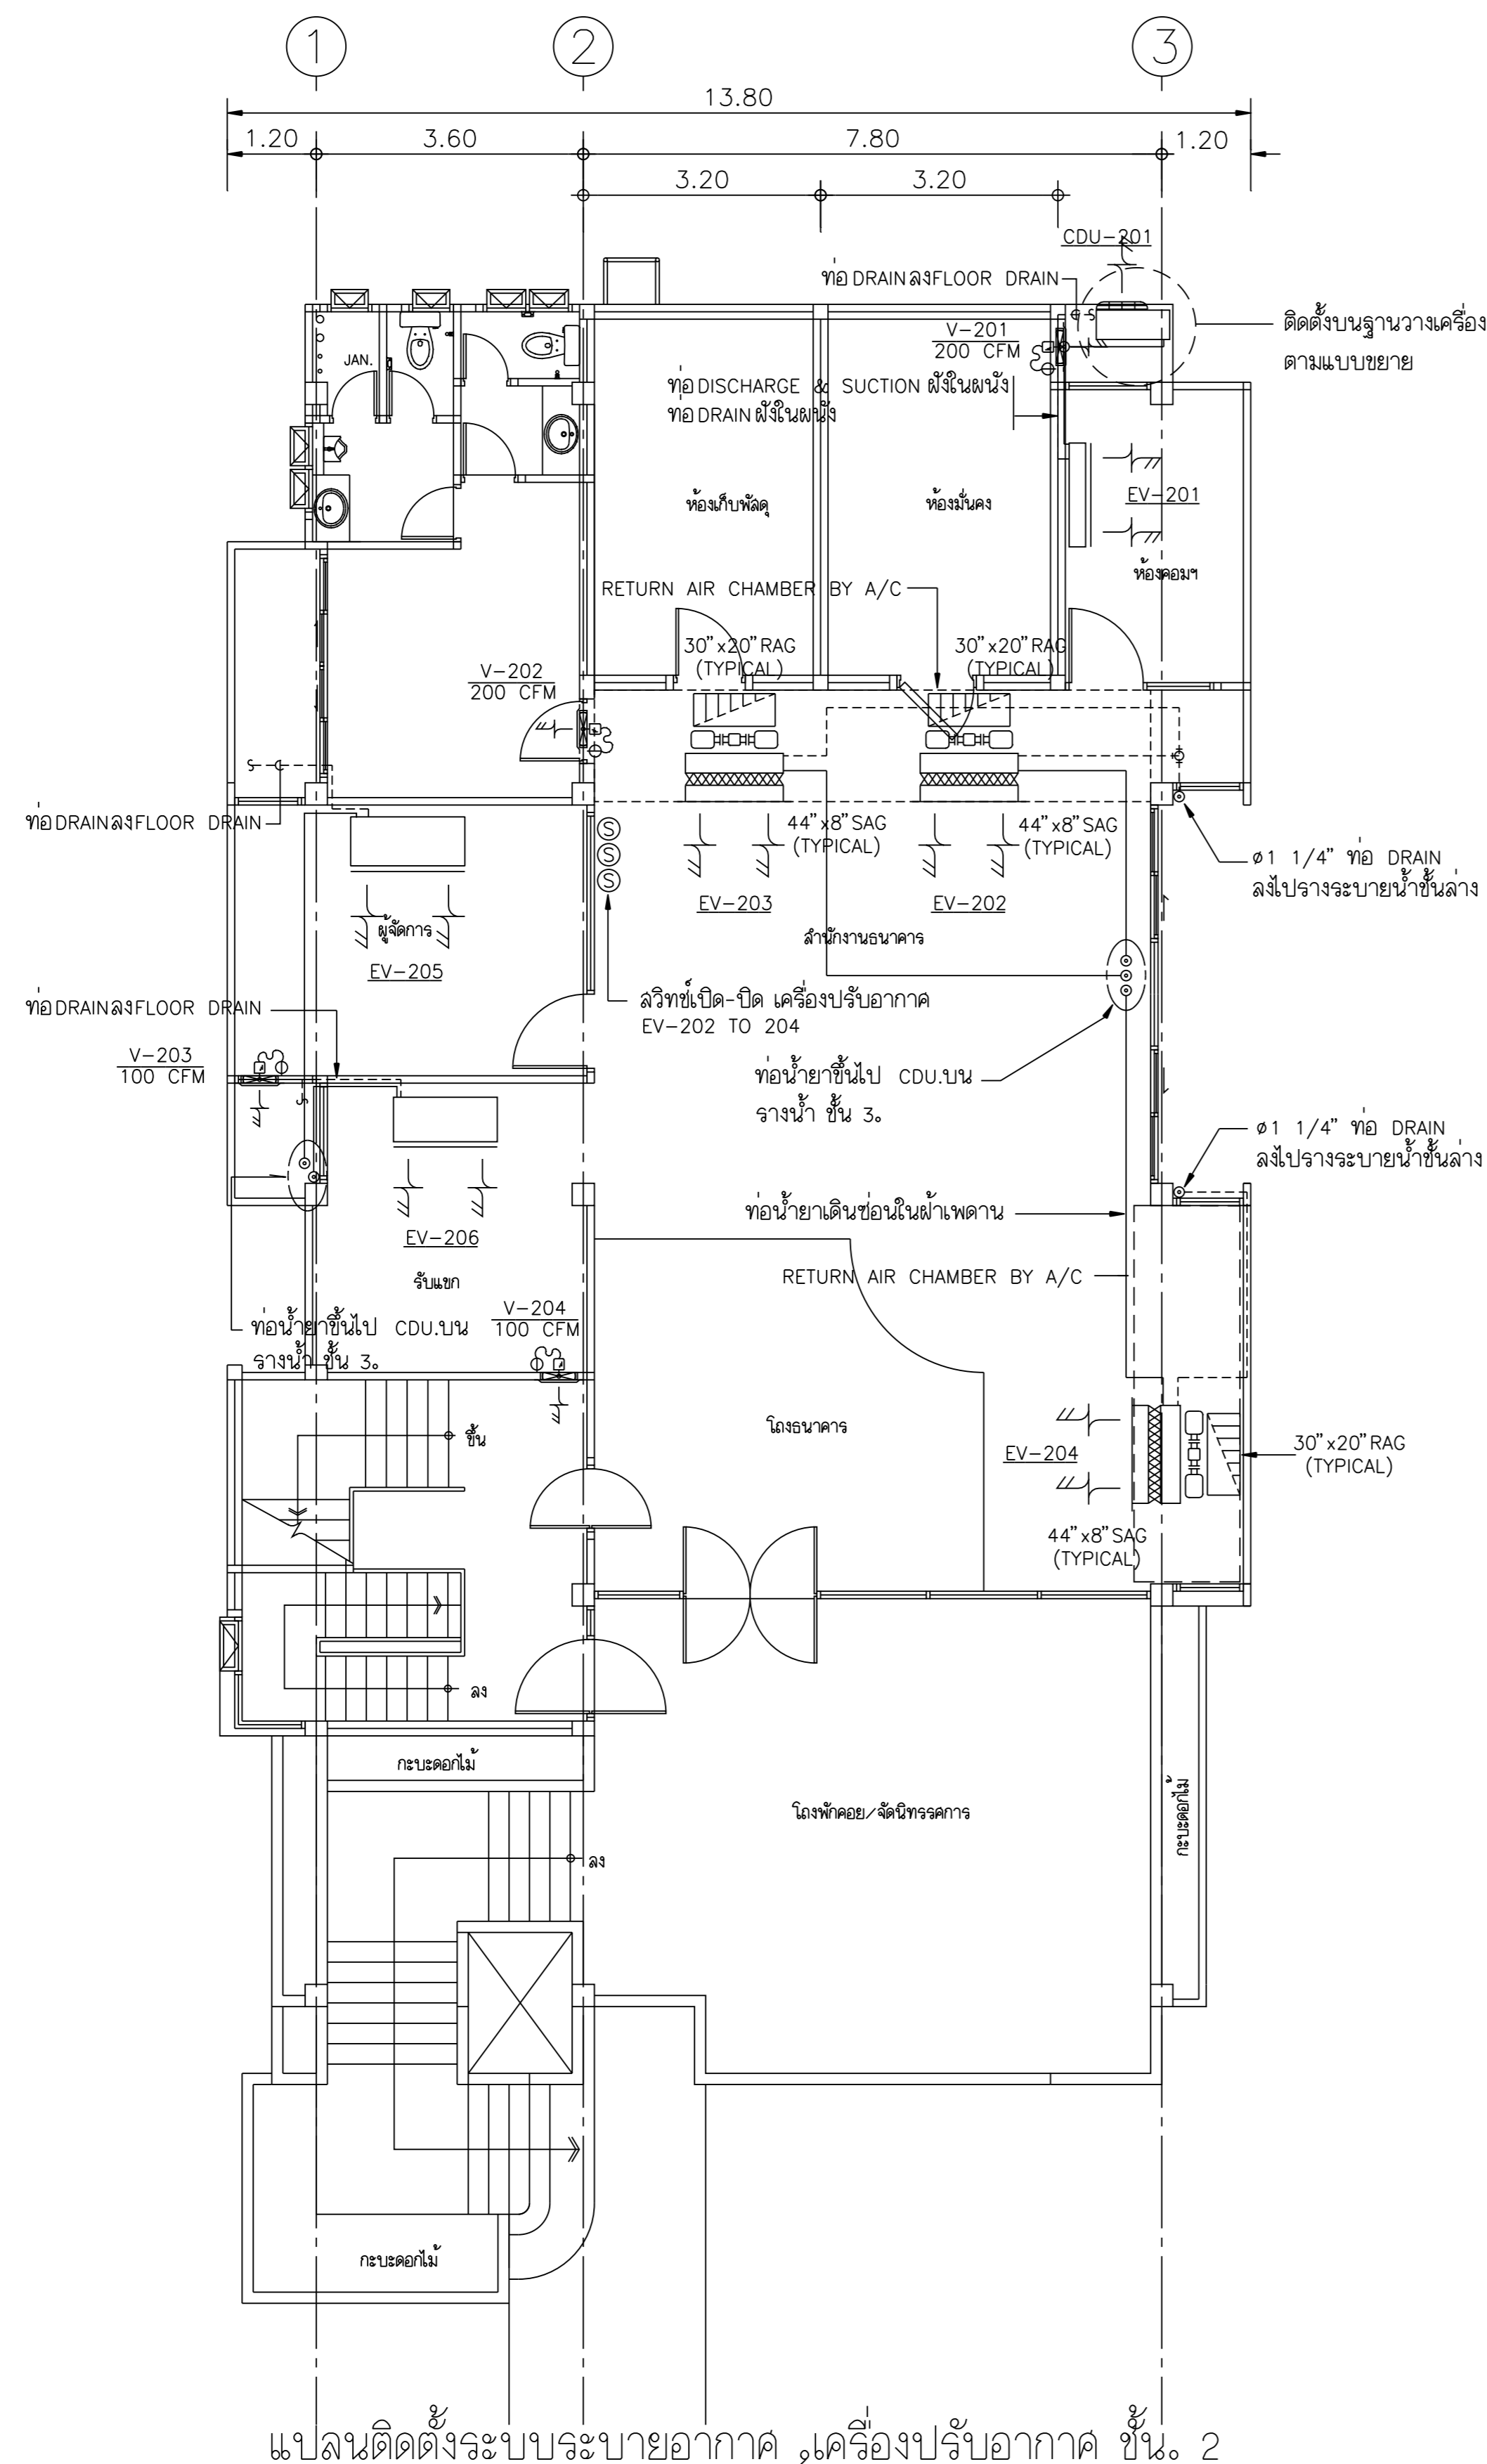 1
2
3
13.80
1.20
3.60
7.80
1.20
3.20
3.20
CDU-201
ท่อ DRAIN ลงFLOOR DRAIN
ติดตั้งบนฐานวางเครื่อง
ตามแบบขยาย
V-201
200 CFM
JAN.
ท่อ DISCHARGE & SUCTION ฝังในผนัง
ท่อ DRAIN ฝังในผนัง
EV-201
ห้องเก็บพัสดุ
ห้องมั่นคง
ห้องคอมฯ
RETURN AIR CHAMBER BY A/C
30"x20" RAG
(TYPICAL)
30"x20" RAG
(TYPICAL)
V-202
200 CFM
ท่อ DRAIN ลงFLOOR DRAIN
44"x8" SAG
(TYPICAL)
44"x8" SAG
(TYPICAL)
S
S
S
ø1 1/4" ท่อ DRAIN
ลงไปรางระบายน้ำชั้นล่าง
EV-203
EV-202
ผู้จัดการ
สำนักงานธนาคาร
EV-205
ท่อ DRAIN ลงFLOOR DRAIN
สวิทช์เปิด-ปิด เครื่องปรับอากาศ
EV-202 TO 204
V-203
100 CFM
ท่อน้ำยาขึ้นไป CDU.บน
รางน้ำ ชั้น 3.
ø1 1/4" ท่อ DRAIN
ลงไปรางระบายน้ำชั้นล่าง
ท่อน้ำยาเดินซ่อนในฝ้าเพดาน
EV-206
RETURN AIR CHAMBER BY A/C
รับแขก
V-204
100 CFM
ท่อน้ำยาขึ้นไป CDU.บน
รางน้ำ ชั้น 3.
ขึ้น
โถงธนาคาร
EV-204
30"x20" RAG
(TYPICAL)
44"x8" SAG
(TYPICAL)
ลง
กะบะดอกไม้
โถงพักคอย/จัดนิทรรศการ
กะบะดอกไม้
ลง
กะบะดอกไม้
แปลนติดตั้งระบบระบายอากาศ ,เครื่องปรับอากาศ ชั้น. 2